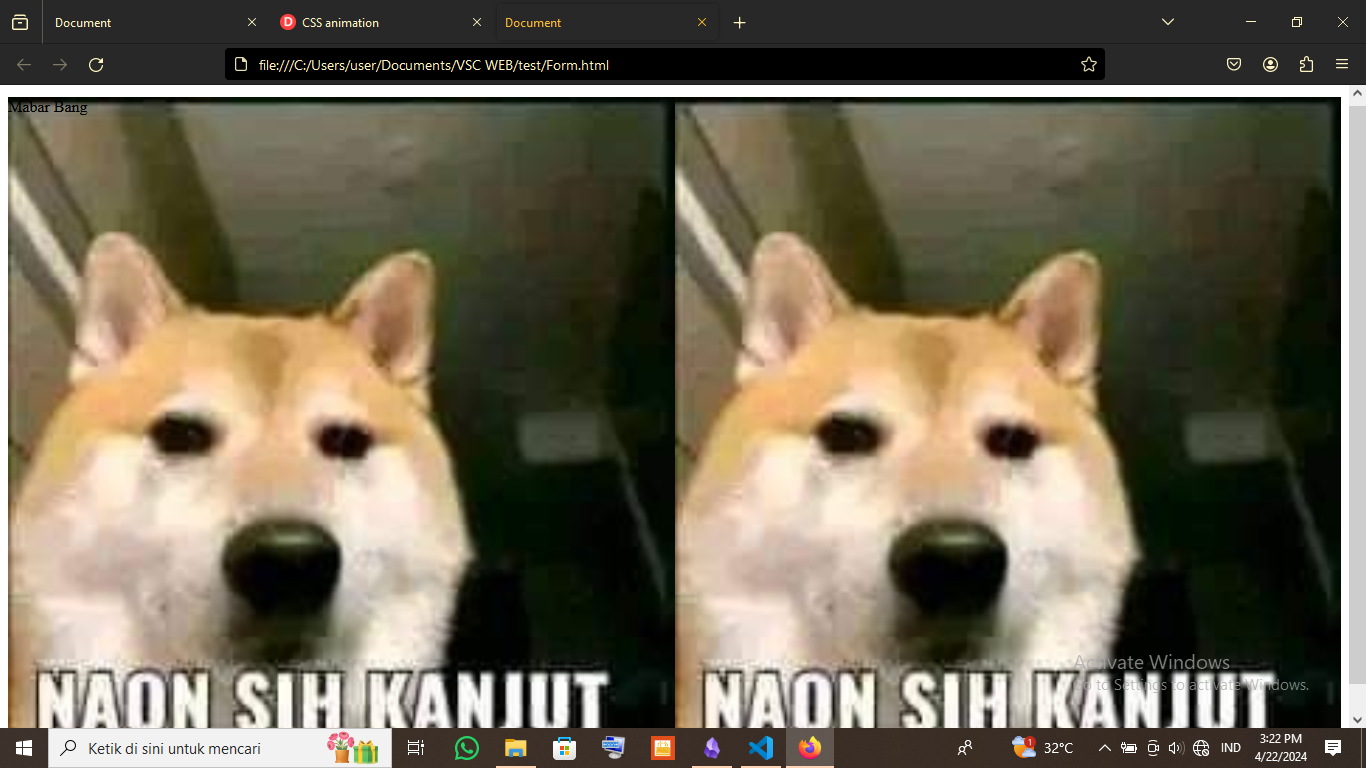 Document
CSS animation
Document
file:///C:/Users/user/Documents/VSC WEB/test/Form.html
Mabar Bang
NAON SIH KANJUT
NAON SIH KANJUT
Activate Windows
Go to Settings to activate Windows.
Ketik di sini untuk mencari
1
32°C
IND
3:22 PM
4/22/2024